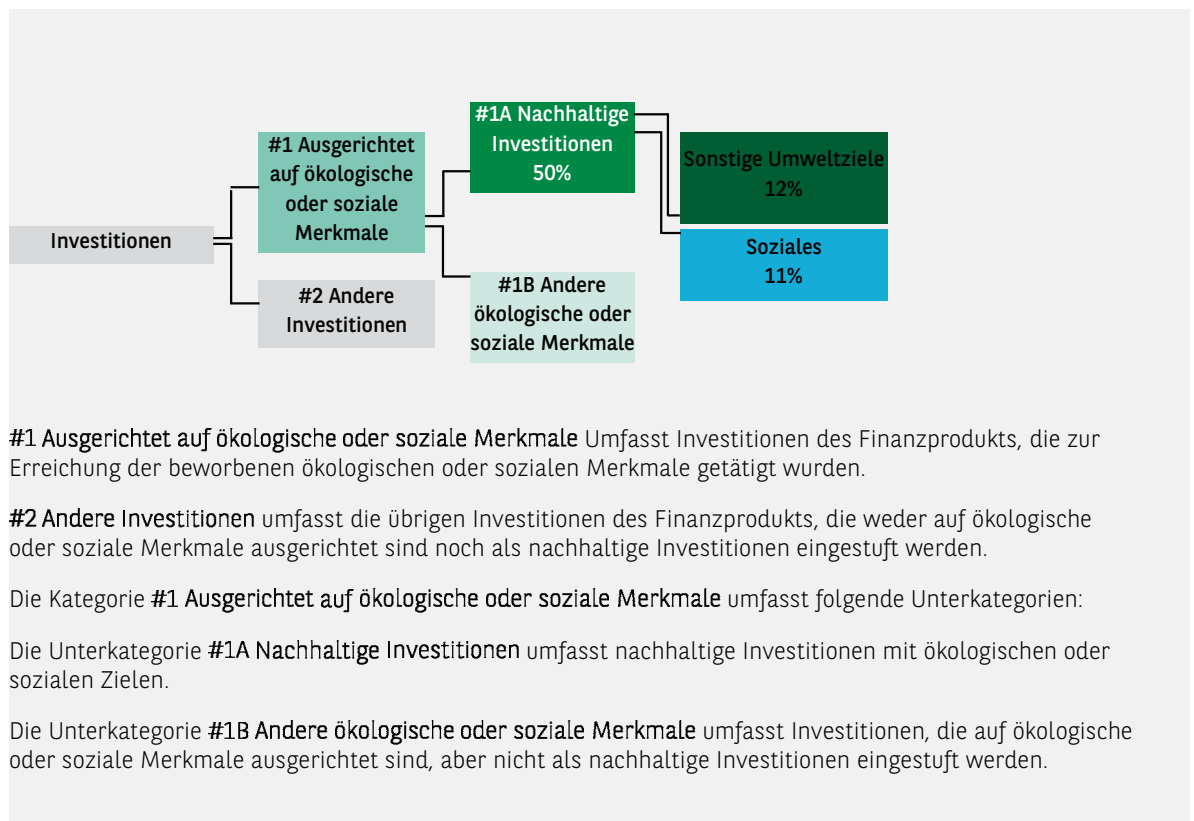 #1A Nachhaltige
Investitionen
50%
#1 Ausgerichtet
auf ökologische
oder soziale
Merkmale
Sonstige Umweltziele
12%
Investitionen
Soziales
11%
#2 Andere
Investitionen
#1B Andere
ökologische oder
soziale Merkmale
#1 Ausgerichtet auf ökologische oder soziale Merkmale Umfasst Investitionen des Finanzprodukts, die zur
Erreichung der beworbenen ökologischen oder sozialen Merkmale getätigt wurden.
#2 Andere Investitionen umfasst die übrigen Investitionen des Finanzprodukts, die weder auf ökologische
oder soziale Merkmale ausgerichtet sind noch als nachhaltige Investitionen eingestuft werden.
Die Kategorie #1 Ausgerichtet auf ökologische oder soziale Merkmale umfasst folgende Unterkategorien:
Die Unterkategorie #1A Nachhaltige Investitionen umfasst nachhaltige Investitionen mit ökologischen oder
sozialen Zielen.
Die Unterkategorie #1B Andere ökologische oder soziale Merkmale umfasst Investitionen, die auf ökologische
oder soziale Merkmale ausgerichtet sind, aber nicht als nachhaltige Investitionen eingestuft werden.